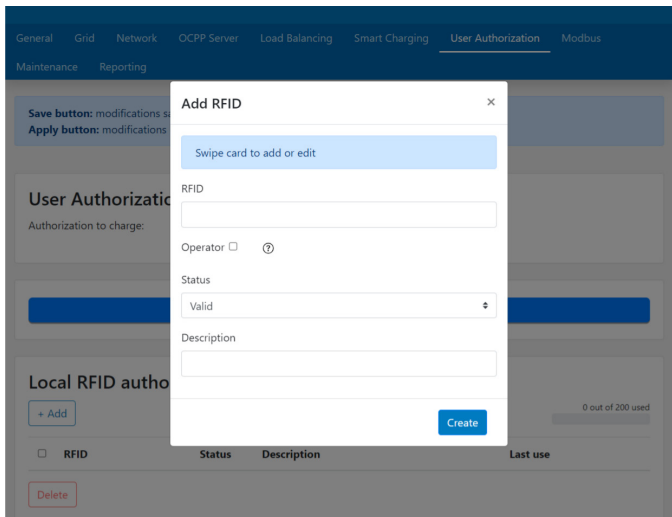 General Grid Network OCPP Server Load Balancing Smart Charging User Authorization Modbus
Maintenance Reporting
Save button: modifications
Apply button: modifications
Add RFID ×
Swipe card to add or edit
RFID
Operator ?
Status
Valid
Description
Create
User
Authorization to charge:
Local RFID
+ Add
0 out of 200 used
RFID Status Description Last use
Delete